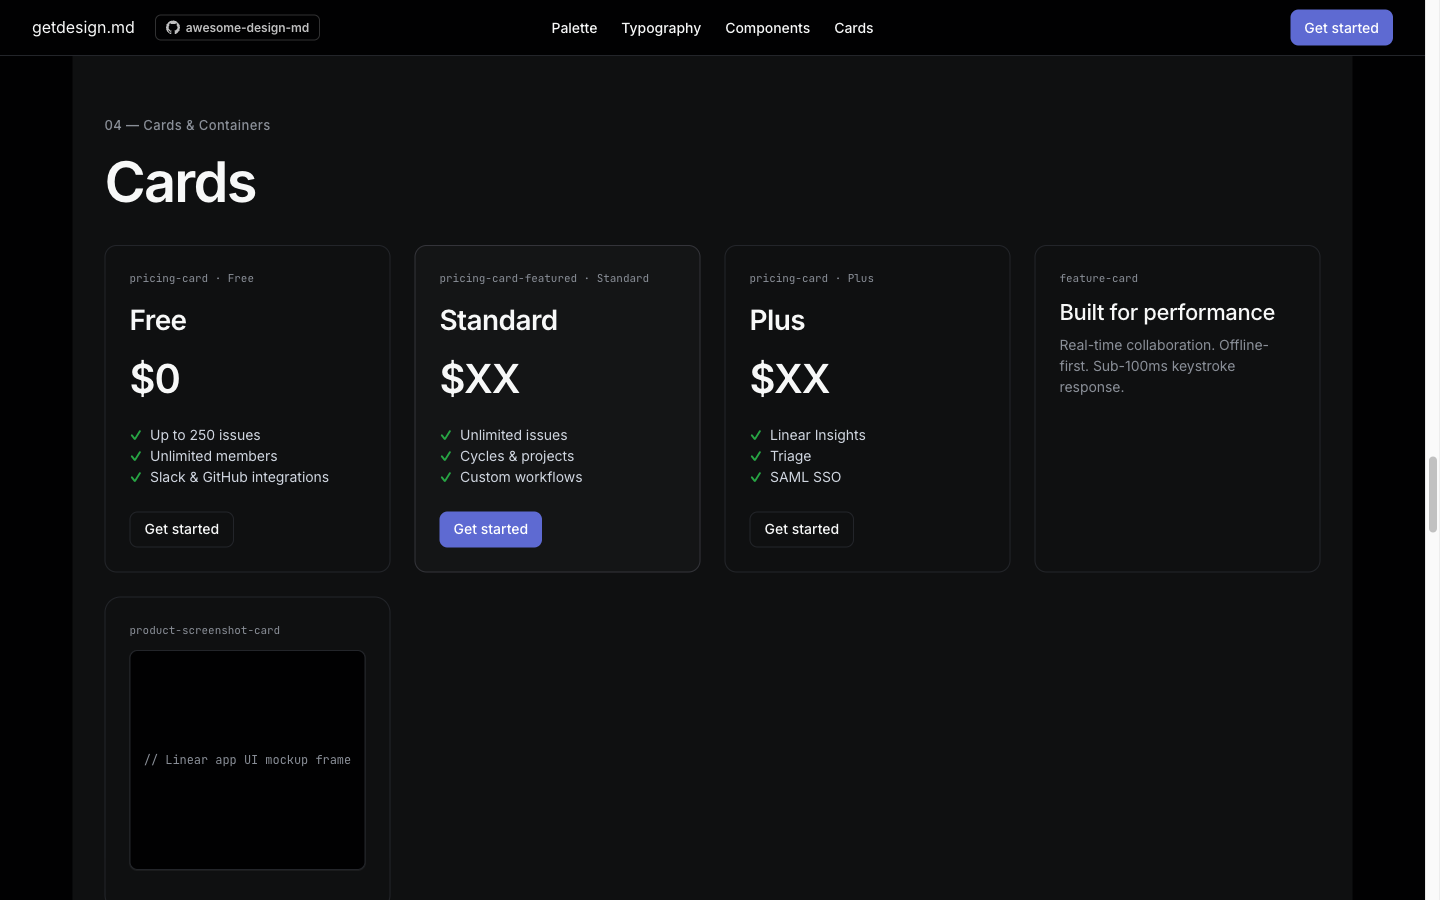 getdesign.md
awesome-design-md
Palette
Typography
Components
Cards
Get started
04 — Cards & Containers
Cards
pricing-card · Free
Free
$0
✓ Up to 250 issues
✓ Unlimited members
✓ Slack & GitHub integrations
Get started
pricing-card-featured · Standard
Standard
$XX
✓ Unlimited issues
✓ Cycles & projects
✓ Custom workflows
Get started
pricing-card · Plus
Plus
$XX
✓ Linear Insights
✓ Triage
✓ SAML SSO
Get started
feature-card
Built for performance
Real-time collaboration. Offline-
first. Sub-100ms keystroke
response.
product-screenshot-card
// Linear app UI mockup frame